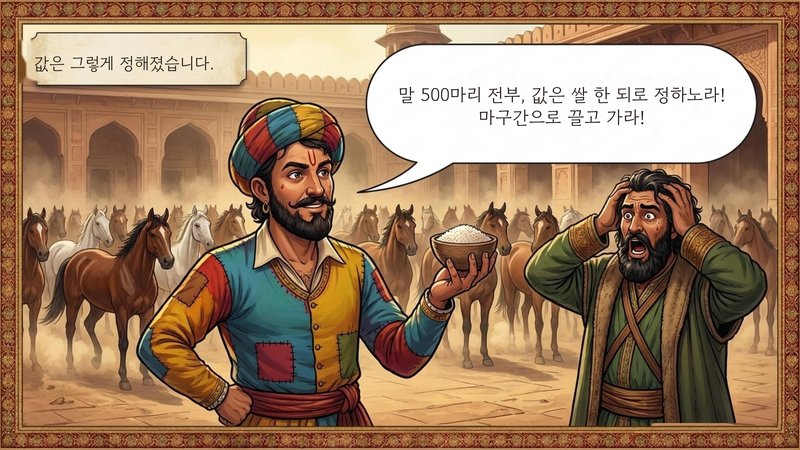 값은 그렇게 정해졌습니다.
말 500마리 전부, 값은 쌀 한 되로 정하노라!
마구간으로 끌고 가라!